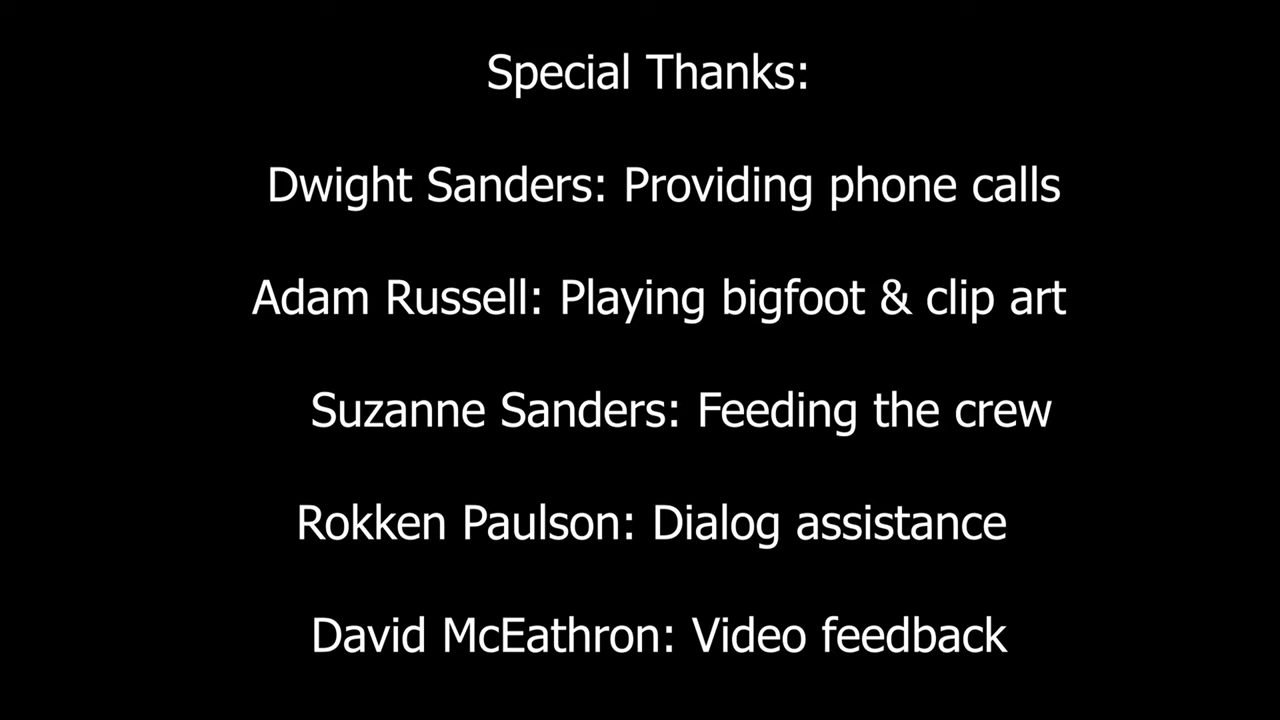 Special Thanks:
Dwight Sanders: Providing phone calls
Adam Russell: Playing bigfoot & clip art
Suzanne Sanders: Feeding the crew
Rokken Paulson: Dialog assistance
David McEathron: Video feedback